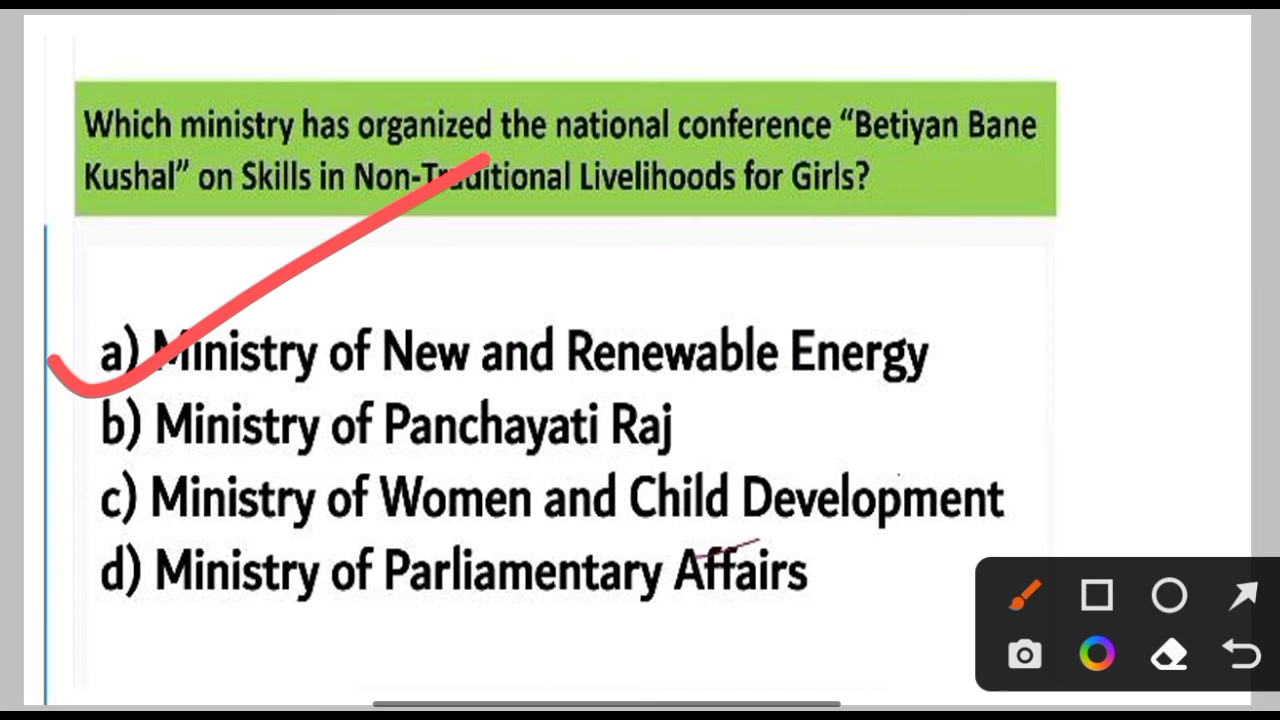 Which ministry has organized the national conference “Betiyan Bane
Kushal” on Skills in Non-Traditional Livelihoods for Girls?
a) Ministry of New and Renewable Energy
b) Ministry of Panchayati Raj
c) Ministry of Women and Child Development
d) Ministry of Parliamentary Affairs